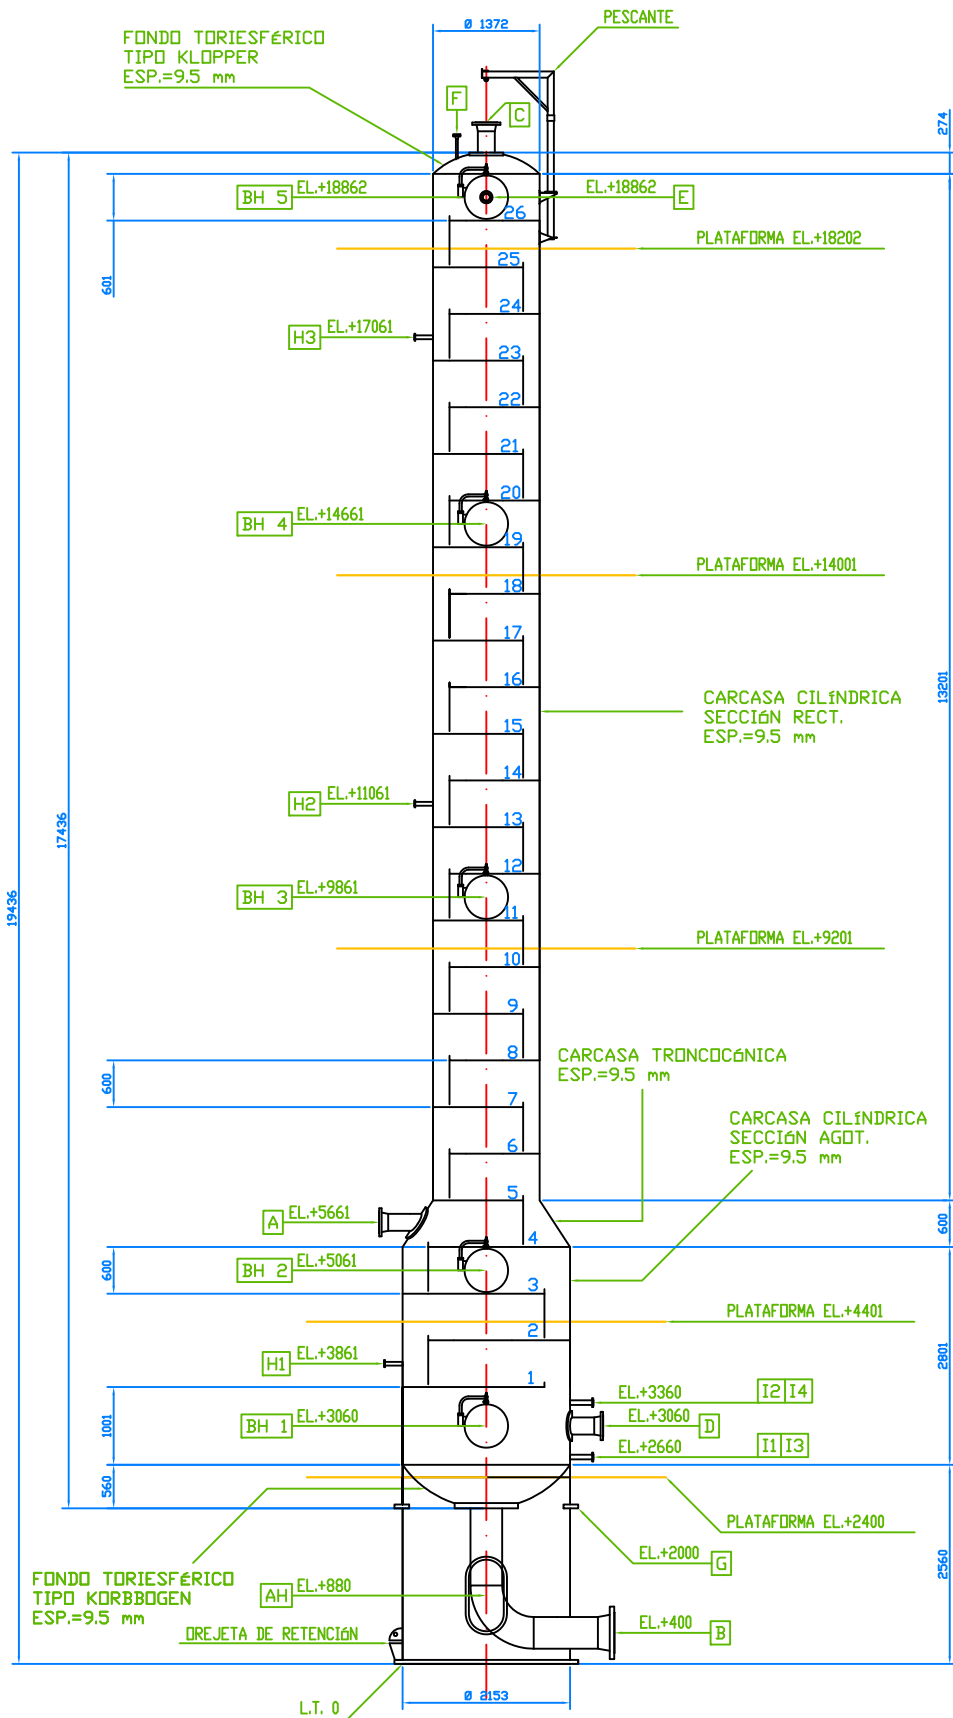 Ø 1372
PESCANTE
FONDO TORIESFéRICO
TIPO KLOPPER
ESP.=9.5 mm
F
C
274
BH 5
EL.+18862
EL.+18862
E
26
PLATAFORMA EL.+18202
25
601
24
H3
EL.+17061
23
22
21
20
BH 4
EL.+14661
19
PLATAFORMA EL.+14001
18
17
16
CARCASA CILíNDRICA
SECCIóN RECT.
ESP.=9.5 mm
13201
15
14
H2
EL.+11061
13
17436
12
BH 3
EL.+9861
19436
11
PLATAFORMA EL.+9201
10
9
8
CARCASA TRONCOCóNICA
ESP.=9.5 mm
600
7
CARCASA CILíNDRICA
SECCIóN AGOT.
ESP.=9.5 mm
6
5
A
EL.+5661
600
4
BH 2
EL.+5061
600
3
PLATAFORMA EL.+4401
2
H1
EL.+3861
2801
1
EL.+3360
I2 I4
BH 1
EL.+3060
1001
EL.+3060
D
EL.+2660
I1 I3
560
PLATAFORMA EL.+2400
EL.+2000
G
2560
FONDO TORIESFéRICO
TIPO KORBBOGEN
ESP.=9.5 mm
AH
EL.+880
EL.+400
B
OREJETA DE RETENCIóN
Ø 2153
L.T. 0